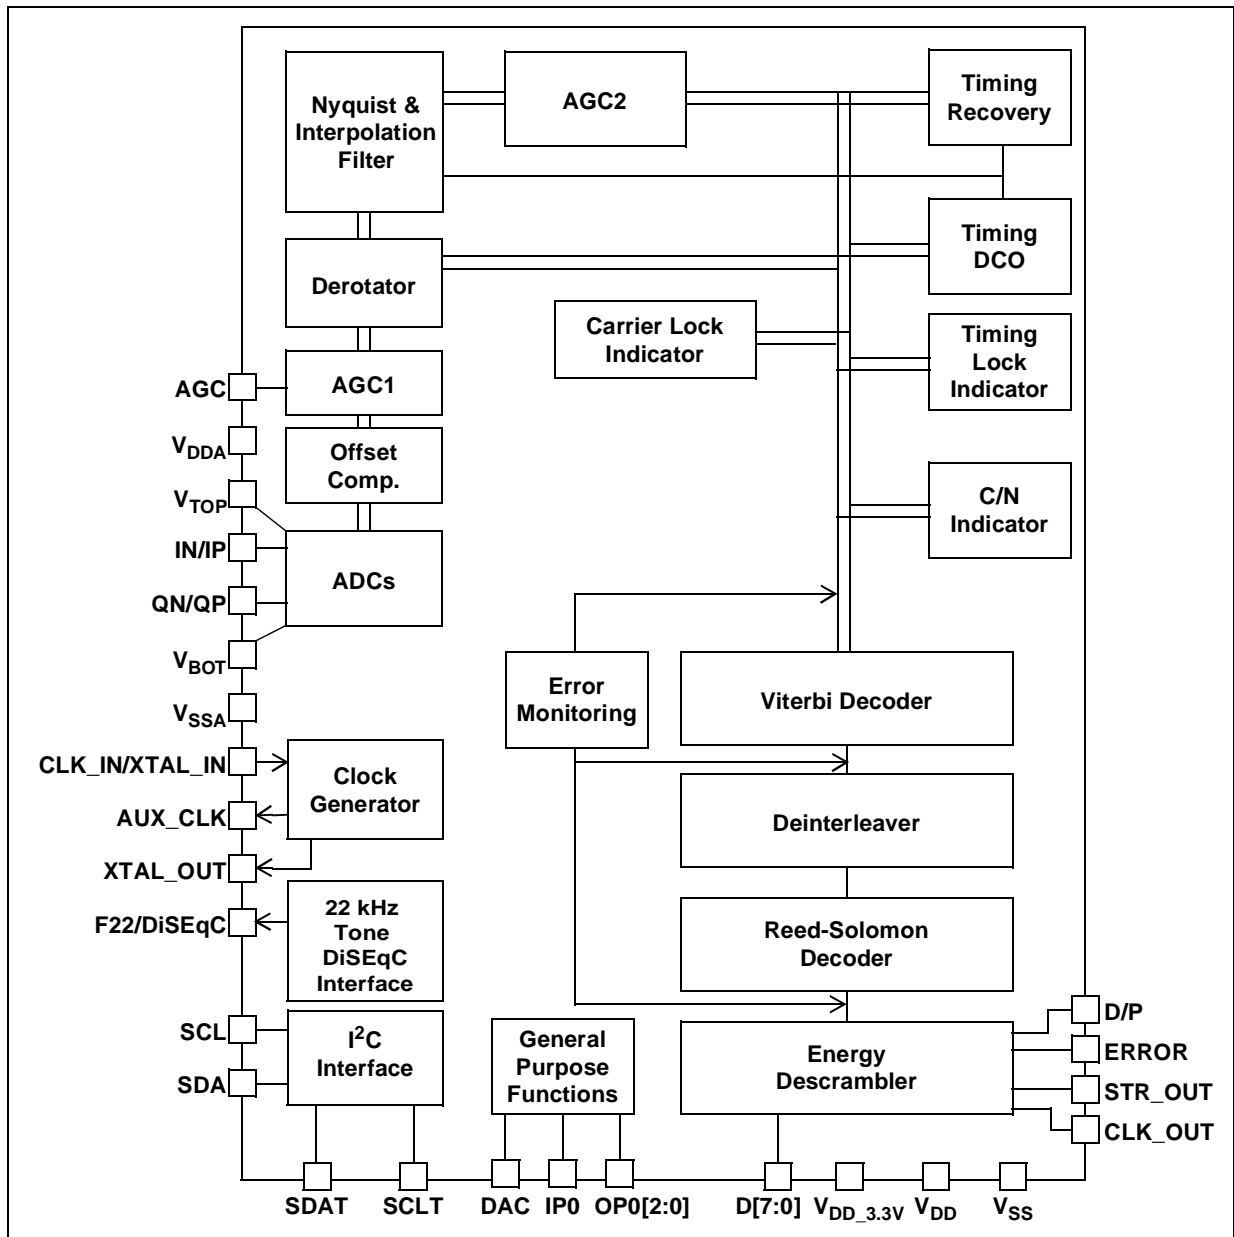 Nyquist &
Interpolation
Filter
AGC2
Timing
Recovery
Derotator
Timing
DCO
Carrier Lock
Indicator
Timing
Lock
Indicator
AGC
AGC1
VDDA
Offset
Comp.
VTOP
C/N
Indicator
IN/IP
ADCs
QN/QP
VBOT
Error
Monitoring
Viterbi Decoder
VSSA
CLK_IN/XTAL_IN
Clock
Generator
AUX_CLK
Deinterleaver
XTAL_OUT
F22/DiSEqC
22 kHz
Tone
DiSEqC
Interface
Reed-Solomon
Decoder
SCL
I2C
Interface
SDA
General
Purpose
Functions
Energy
Descrambler
D/P
ERROR
STR_OUT
CLK_OUT
SDAT
SCLT
DAC
IP0
OP0[2:0]
D[7:0]
VDD_3.3V
VDD
VSS